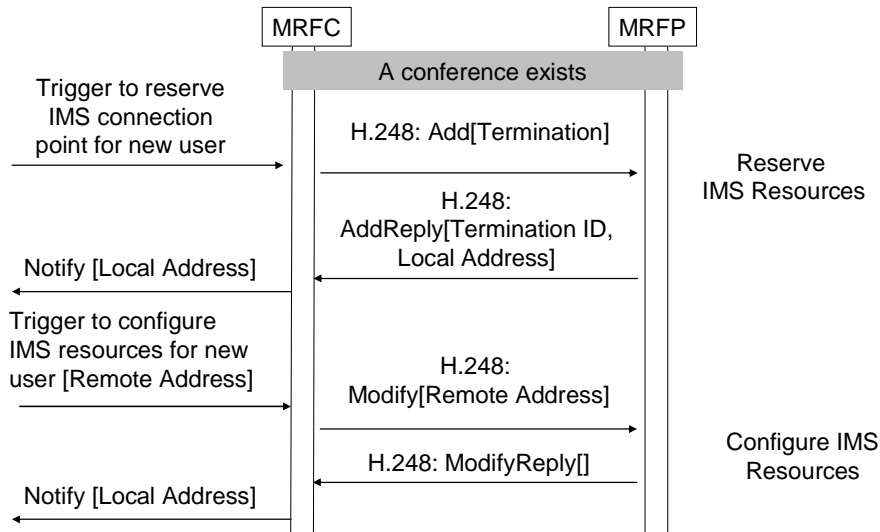 MRFC
MRFP
A conference exists
Trigger to reserve
IMS connection
point for new user
H.248: Add[Termination]
Reserve
IMS Resources
H.248:
AddReply[Termination ID,
Local Address]
Notify [Local Address]
Trigger to configure
IMS resources for new
user [Remote Address]
H.248:
Modify[Remote Address]
Configure IMS
Resources
H.248: ModifyReply[]
Notify [Local Address]